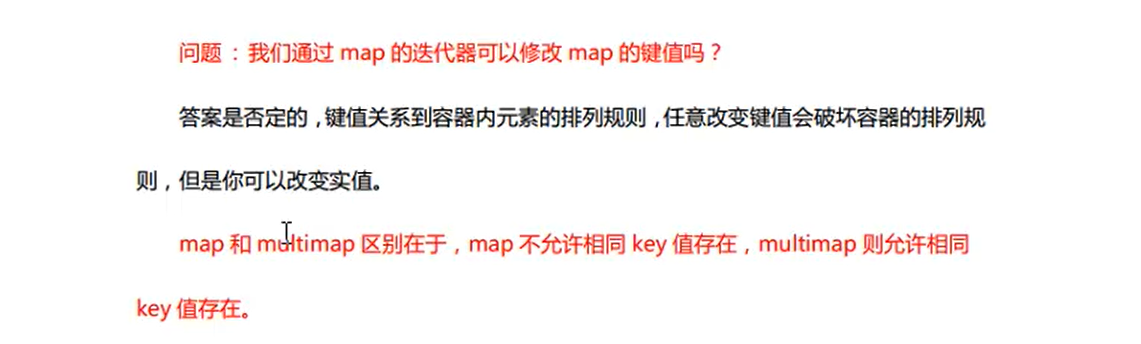 问题 : 我们通过 map 的迭代器可以修改 map 的键值吗？
答案是否定的，键值关系到容器内元素的排列规则，任意改变键值会破坏容器的排列规
则，但是你可以改变实值。
map 和 multimap 区别在于，map 不允许相同 key 值存在，multimap 则允许相同
key 值存在。